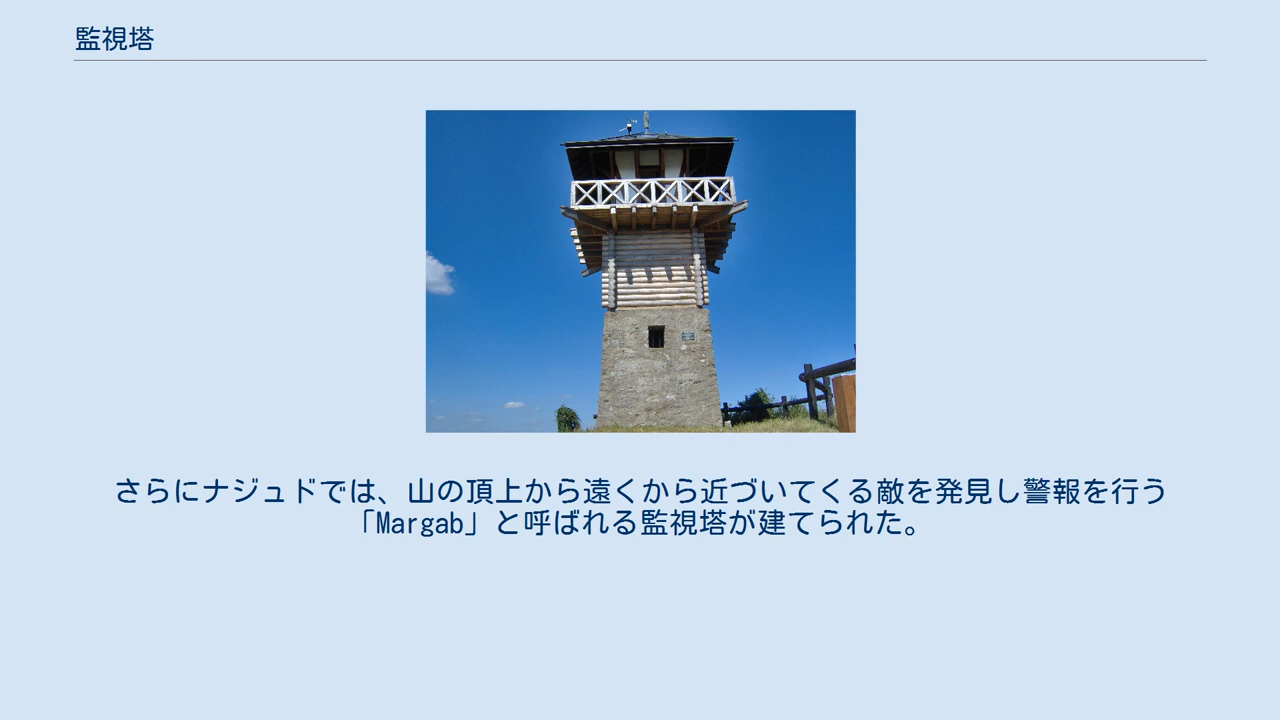 監視塔
さらにナジュドでは、山の頂上から遠くから近づいてくる敵を発見し警報を行う
「Margab」と呼ばれる監視塔が建てられた。